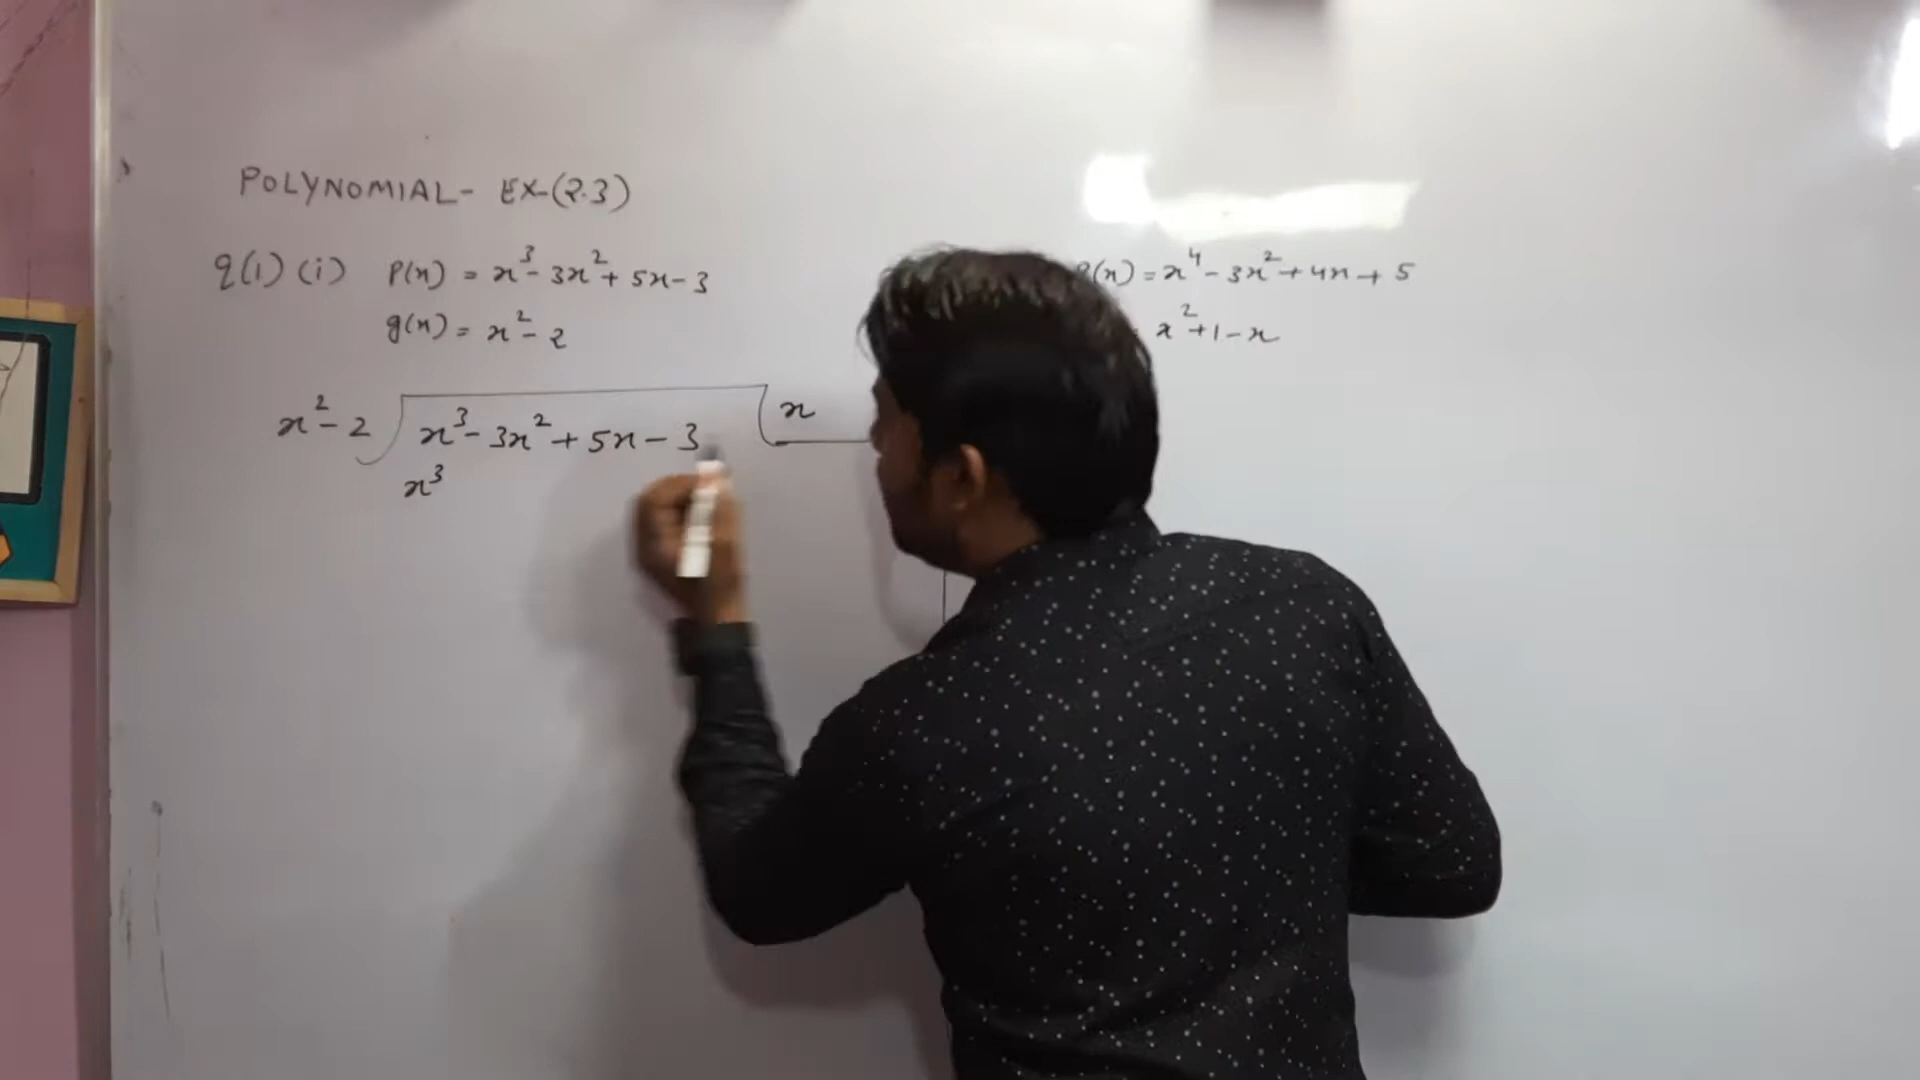 POLYNOMIAL - EX-(2.3)
q(1) (i) P(x) = x³ - 3x² + 5x - 3
g(x) = x² - 2
x² - 2 ) x³ - 3x² + 5x - 3 ( x
x³
(x) = x⁴ - 3x² + 4x + 5
x² + 1 - x